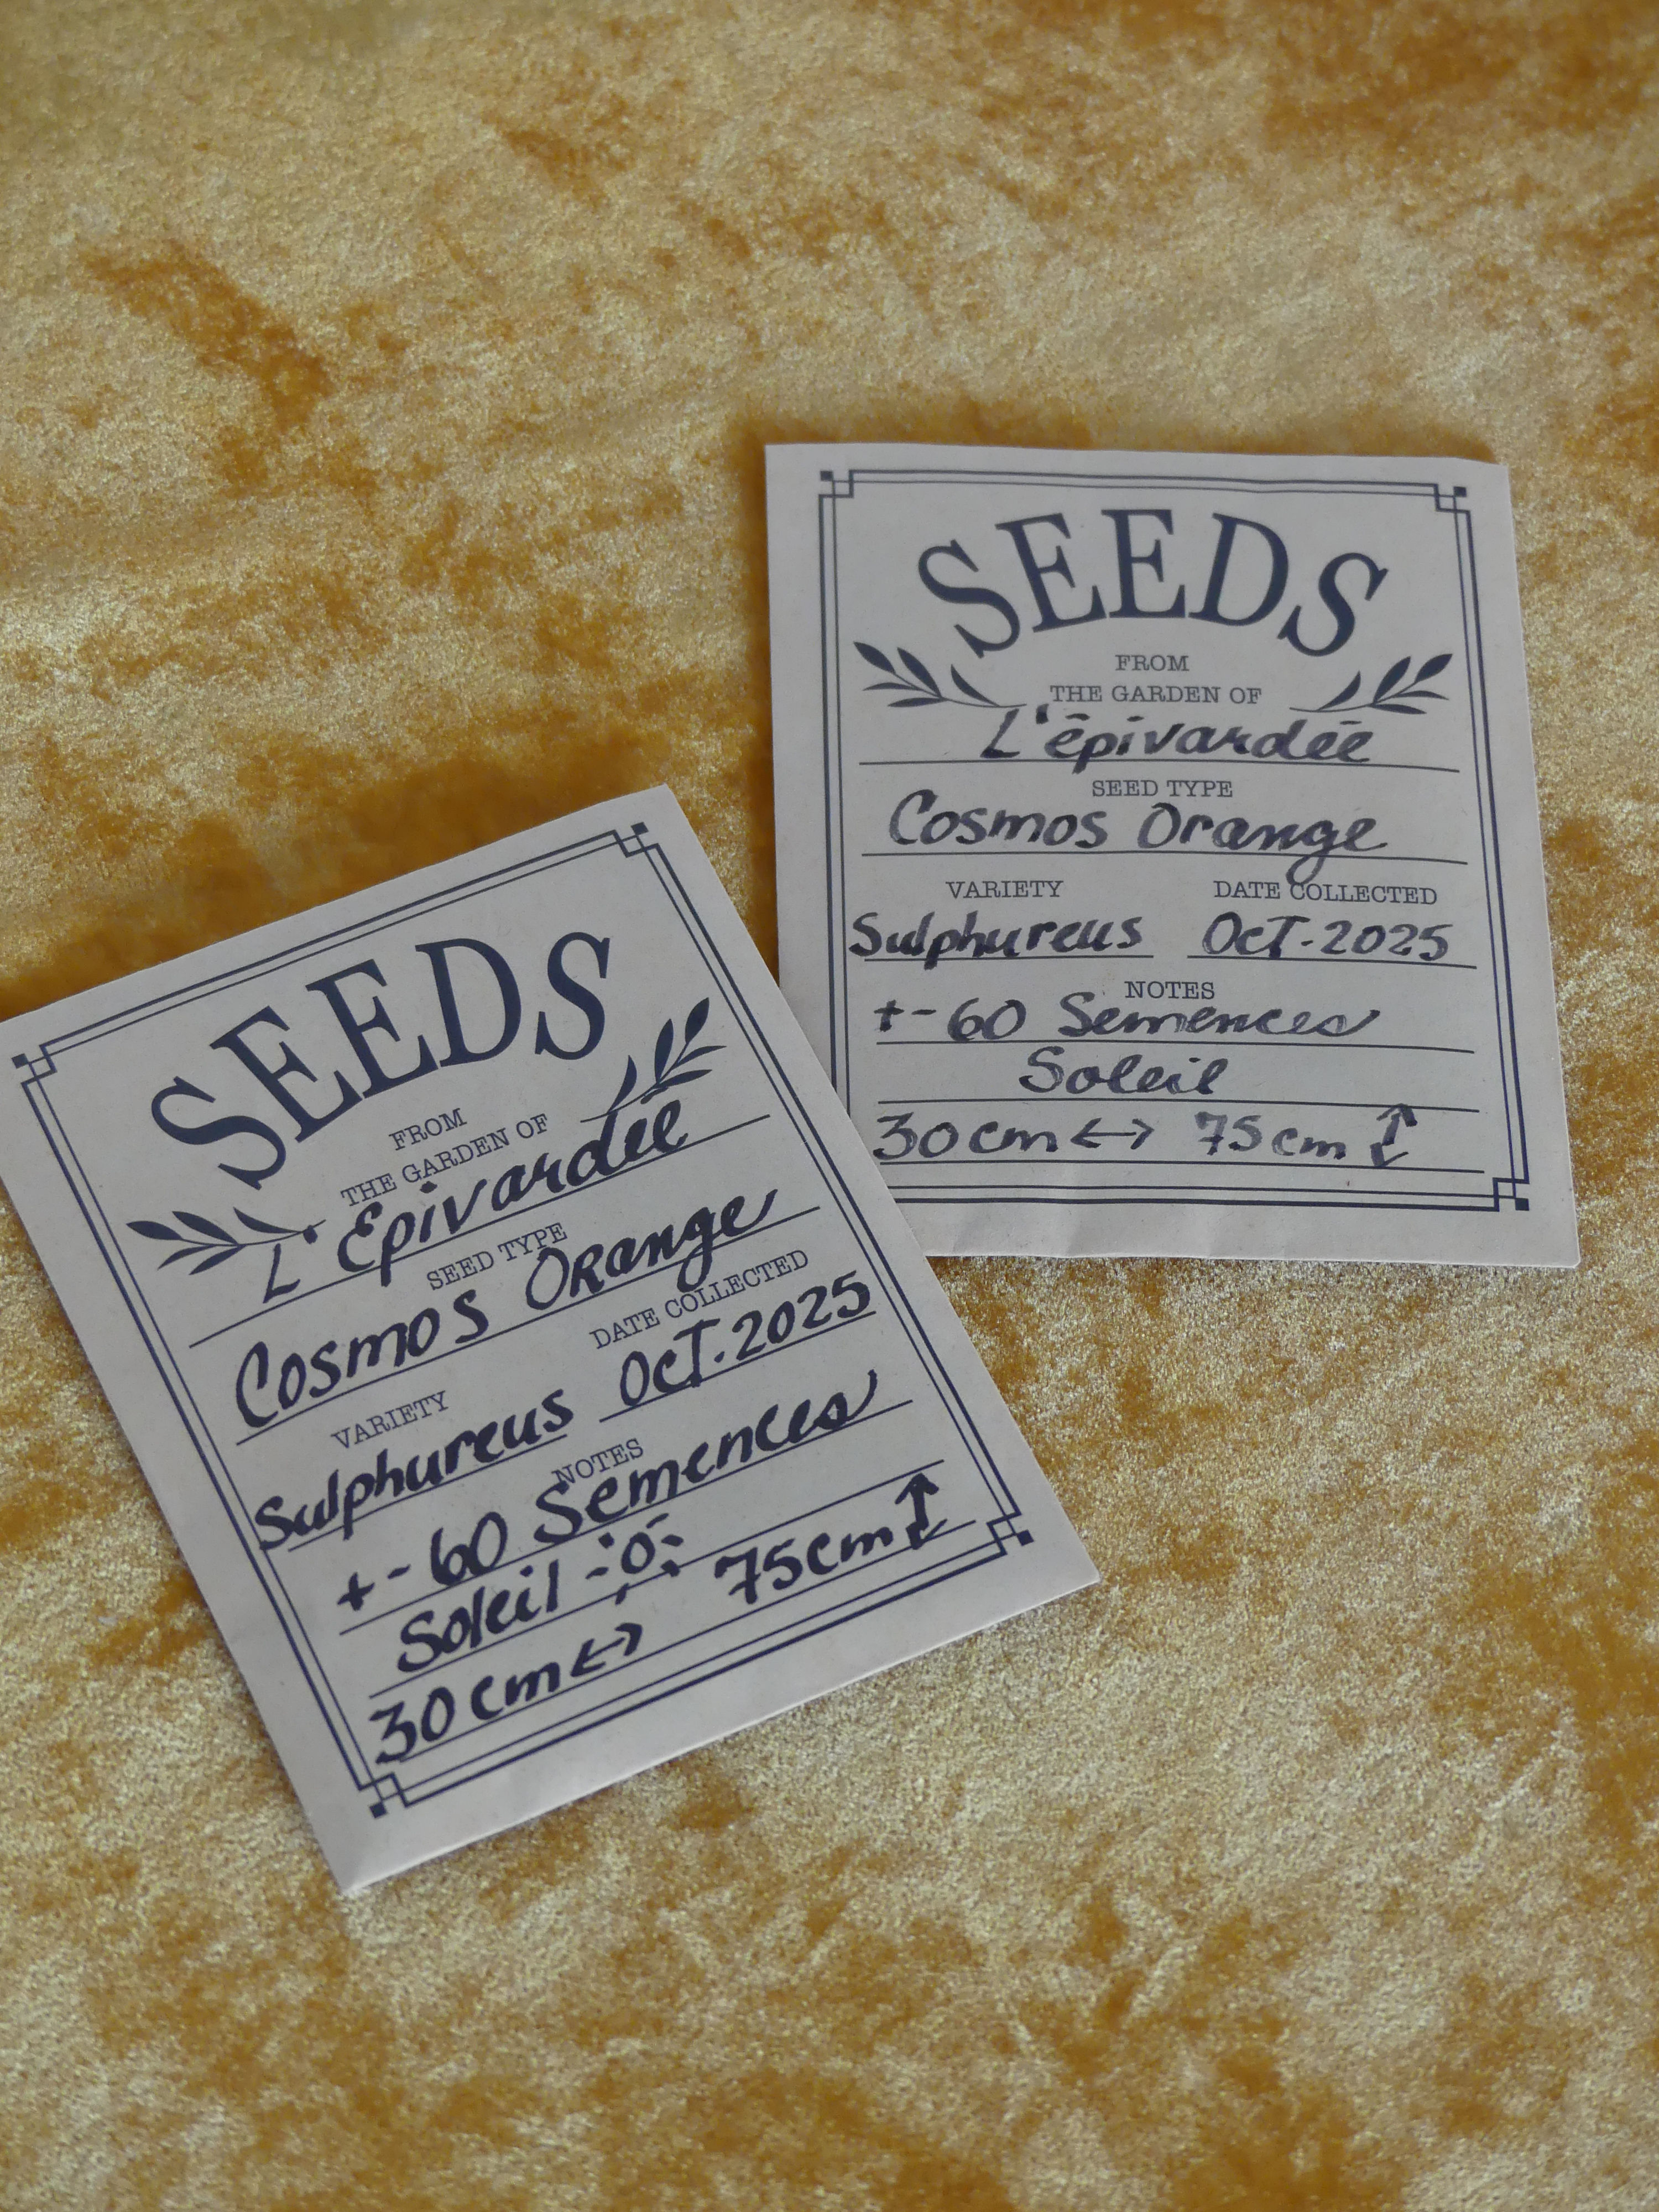 SEEDS
FROM
THE GARDEN OF
L'épivardée
SEED TYPE
Cosmos Orange
VARIETY DATE COLLECTED
Sulphureus OcT. 2025
NOTES
+- 60 Semences
Soleil
30cm ↔ 75cm ↕
SEEDS
FROM
THE GARDEN OF
L'Épivardée
SEED TYPE
Cosmos Orange
VARIETY DATE COLLECTED
Sulphureus OcT. 2025
NOTES
+- 60 Semences
Soleil
30cm ↔ 75cm ↕